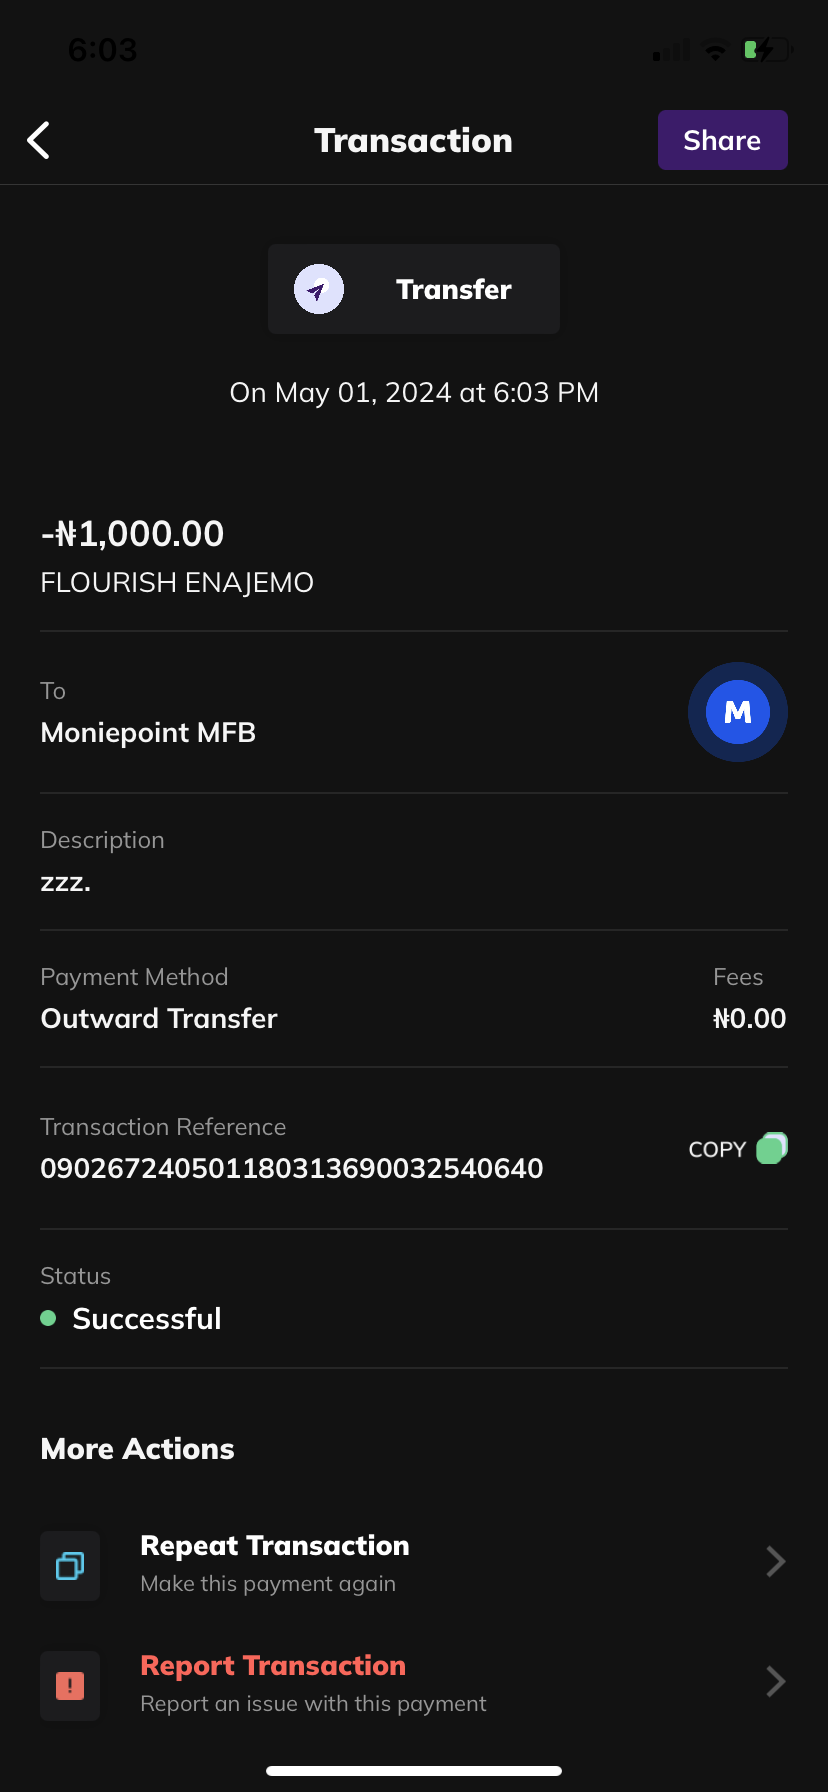 6:03
Transaction
Share
Transfer
On May 01, 2024 at 6:03 PM
-₦1,000.00
FLOURISH ENAJEMO
To
Moniepoint MFB
M
Description
zzz.
Payment Method
Fees
Outward Transfer
₦0.00
Transaction Reference
090267240501180313690032540640
COPY
Status
Successful
More Actions
Repeat Transaction
Make this payment again
Report Transaction
Report an issue with this payment